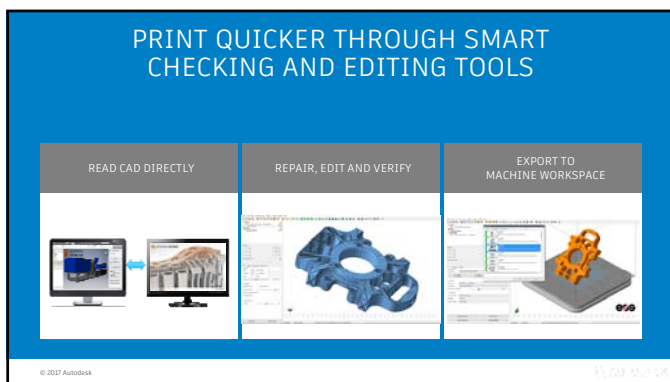 PRINT QUICKER THROUGH SMART
CHECKING AND EDITING TOOLS
READ CAD DIRECTLY
REPAIR, EDIT AND VERIFY
EXPORT TO
MACHINE WORKSPACE
eos
© 2017 Autodesk